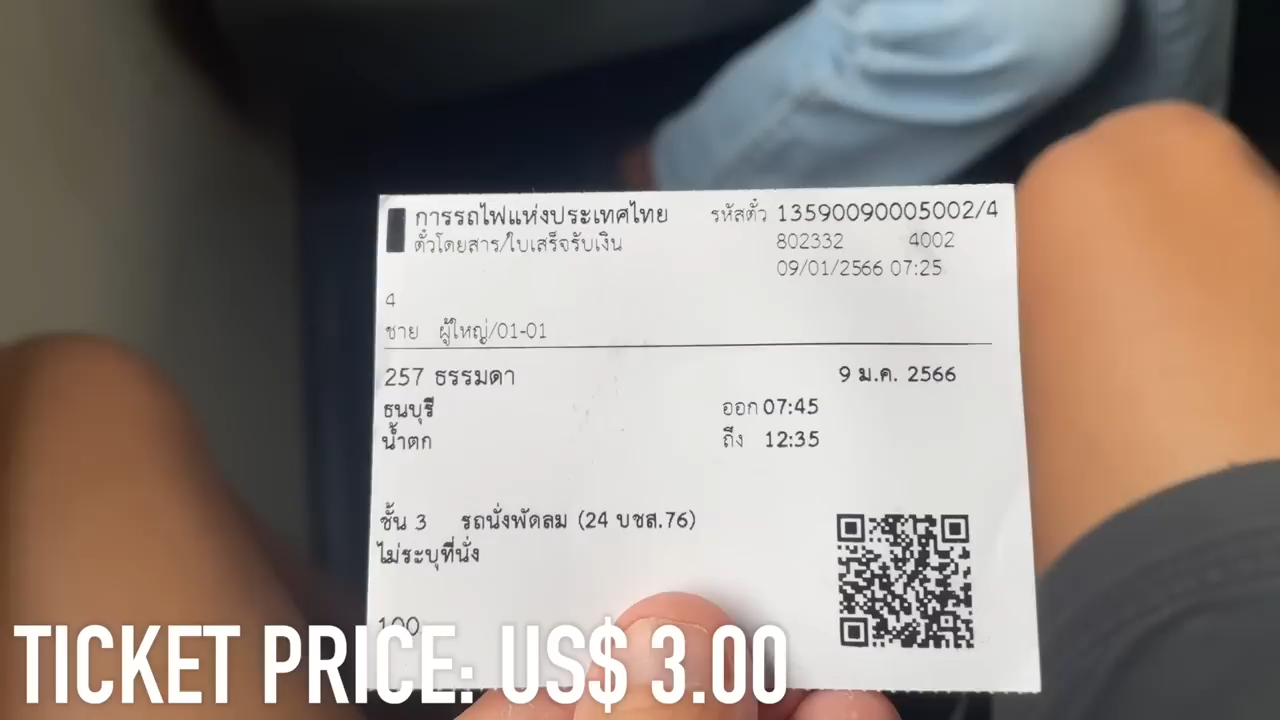 การรถไฟแห่งประเทศไทย รหัสตั๋ว 13590090005002/4
ตั๋วโดยสาร/ใบเสร็จรับเงิน 802332 4002
09/01/2566 07:25
4
ชาย ผู้ใหญ่/01-01
257 ธรรมดา 9 ม.ค. 2566
ธนบุรี ออก 07:45
น้ำตก ถึง 12:35
ชั้น 3 รถนั่งพัดลม (24 บชส.76)
ไม่ระบุที่นั่ง
100
TICKET PRICE: US$ 3.00